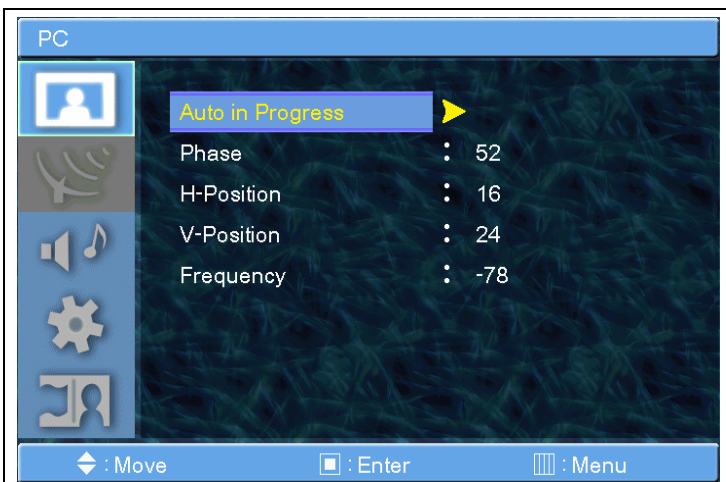 PC
Auto in Progress
Phase : 52
H-Position : 16
V-Position : 24
Frequency : -78
: Move : Enter : Menu